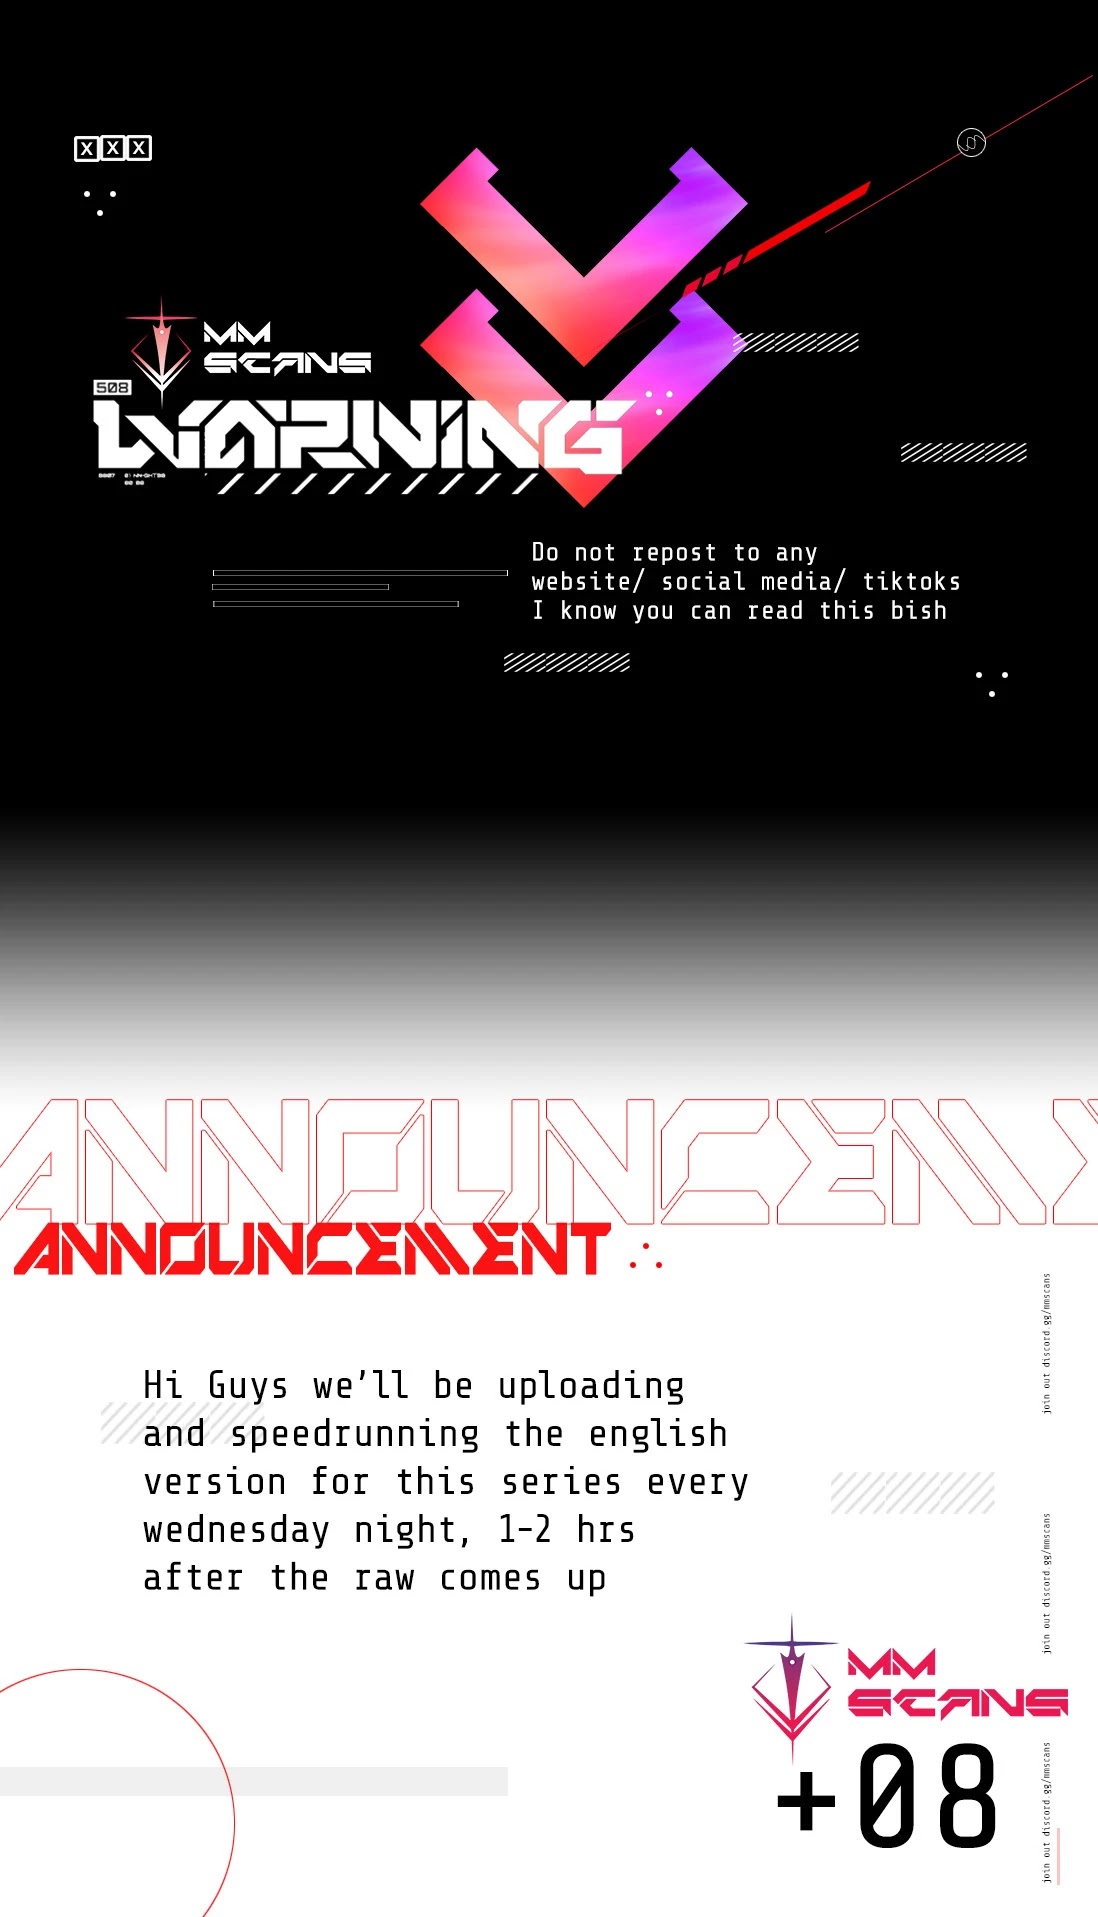 XXX
MM
SCANS
S08
WARNING
Do not repost to any
website/ social media/ tiktoks
I know you can read this bish
ANNOUNCEME
ANNOUNCEMENT
join out discord gg/mmscans
Hi Guys we’ll be uploading
and speedrunning the english
version for this series every
wednesday night, 1-2 hrs
after the raw comes up
join out discord gg/mmscans
MM
SCANS
+08
join out discord gg/mmscans